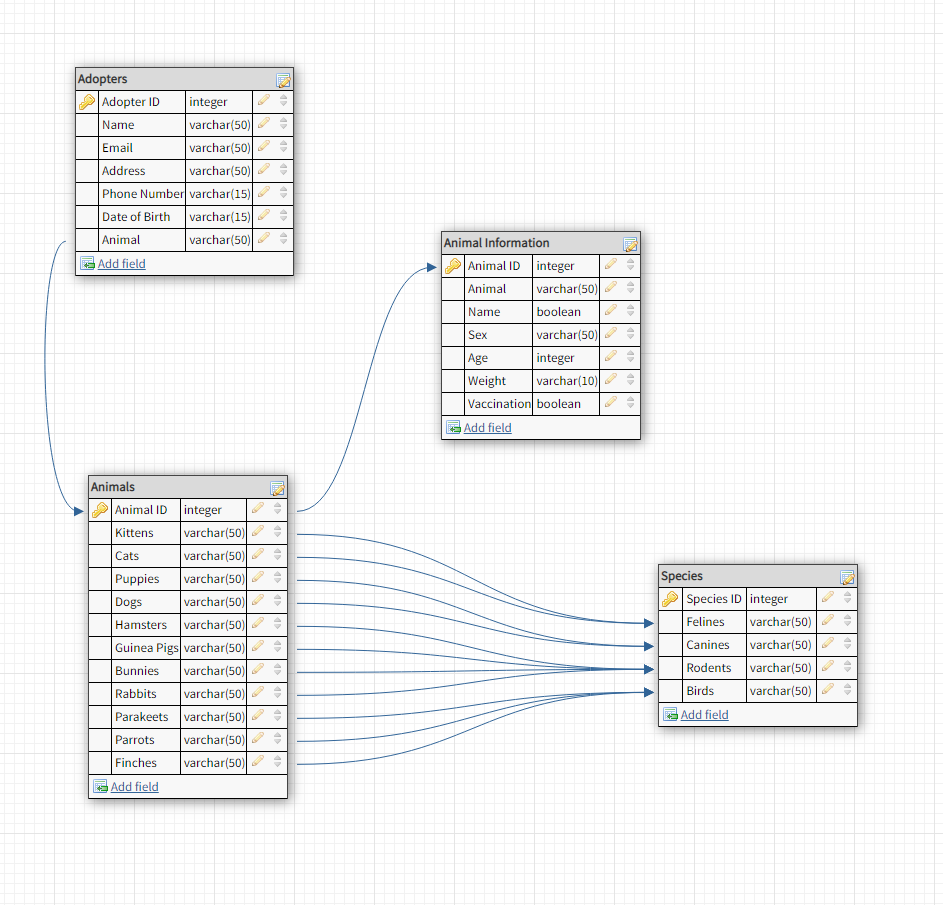 Adopters
Adopter ID integer
Name varchar(50)
Email varchar(50)
Address varchar(50)
Phone Number varchar(15)
Date of Birth varchar(15)
Animal varchar(50)
Add field
Animal Information
Animal ID integer
Animal varchar(50)
Name boolean
Sex varchar(50)
Age integer
Weight varchar(10)
Vaccination boolean
Add field
Animals
Animal ID integer
Kittens varchar(50)
Cats varchar(50)
Puppies varchar(50)
Dogs varchar(50)
Hamsters varchar(50)
Guinea Pigs varchar(50)
Bunnies varchar(50)
Rabbits varchar(50)
Parakeets varchar(50)
Parrots varchar(50)
Finches varchar(50)
Add field
Species
Species ID integer
Felines varchar(50)
Canines varchar(50)
Rodents varchar(50)
Birds varchar(50)
Add field